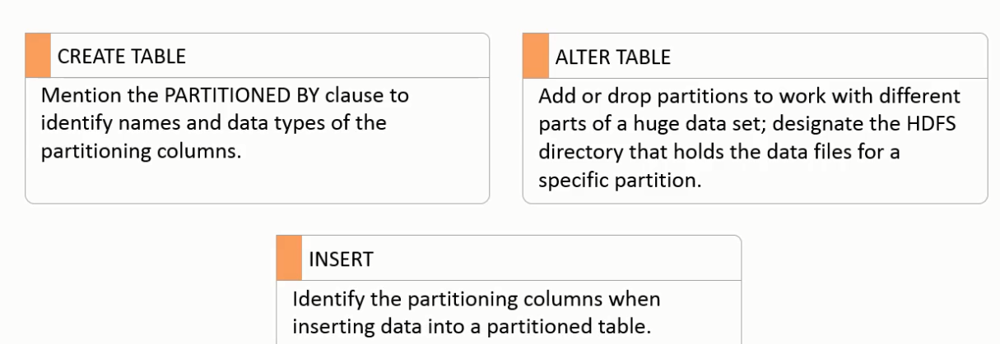 CREATE TABLE
Mention the PARTITIONED BY clause to
identify names and data types of the
partitioning columns.
ALTER TABLE
Add or drop partitions to work with different
parts of a huge data set; designate the HDFS
directory that holds the data files for a
specific partition.
INSERT
Identify the partitioning columns when
inserting data into a partitioned table.